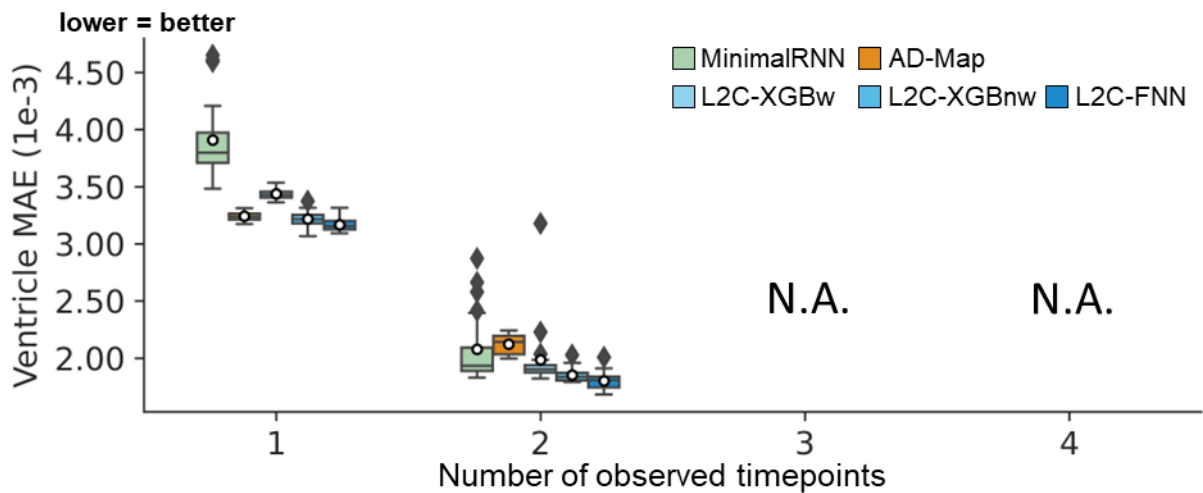 lower = better
MinimalRNN AD-Map
L2C-XGBw L2C-XGBnw L2C-FNN
Ventricle MAE (1e-3)
4.50
4.00
3.50
3.00
2.50
2.00
N.A. N.A.
1 2 3 4
Number of observed timepoints